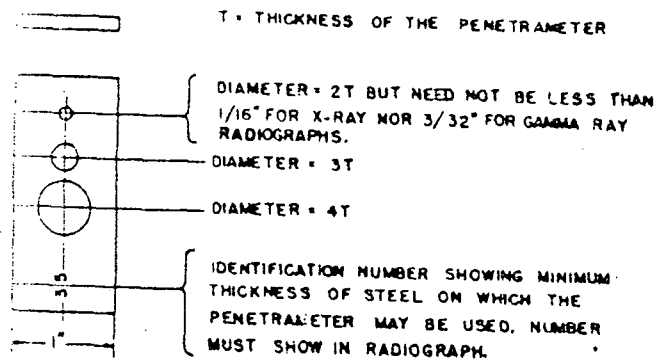 T = THICKNESS OF THE PENETRAMETER
DIAMETER = 2T BUT NEED NOT BE LESS THAN
1/16" FOR X-RAY NOR 3/32" FOR GAMMA RAY
RADIOGRAPHS.
DIAMETER = 3T
DIAMETER = 4T
3.5
IDENTIFICATION NUMBER SHOWING MINIMUM
THICKNESS OF STEEL ON WHICH THE
PENETRAMETER MAY BE USED. NUMBER
MUST SHOW IN RADIOGRAPH.
1"